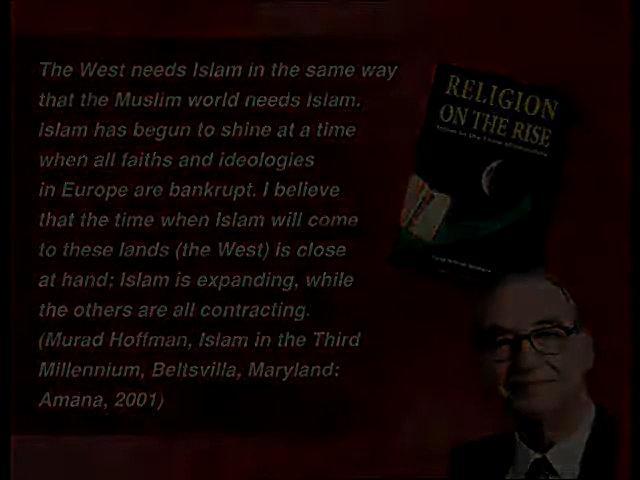 The West needs Islam in the same way
that the Muslim world needs Islam.
Islam has begun to shine at a time
when all faiths and ideologies
in Europe are bankrupt. I believe
that the time when Islam will come
to these lands (the West) is close
at hand: Islam is expanding, while
the others are all contracting.
(Murad Hoffman, Islam in the Third
Millennium, Beltsvilla, Maryland:
Amana, 2001)
RELIGION
ON THE RISE